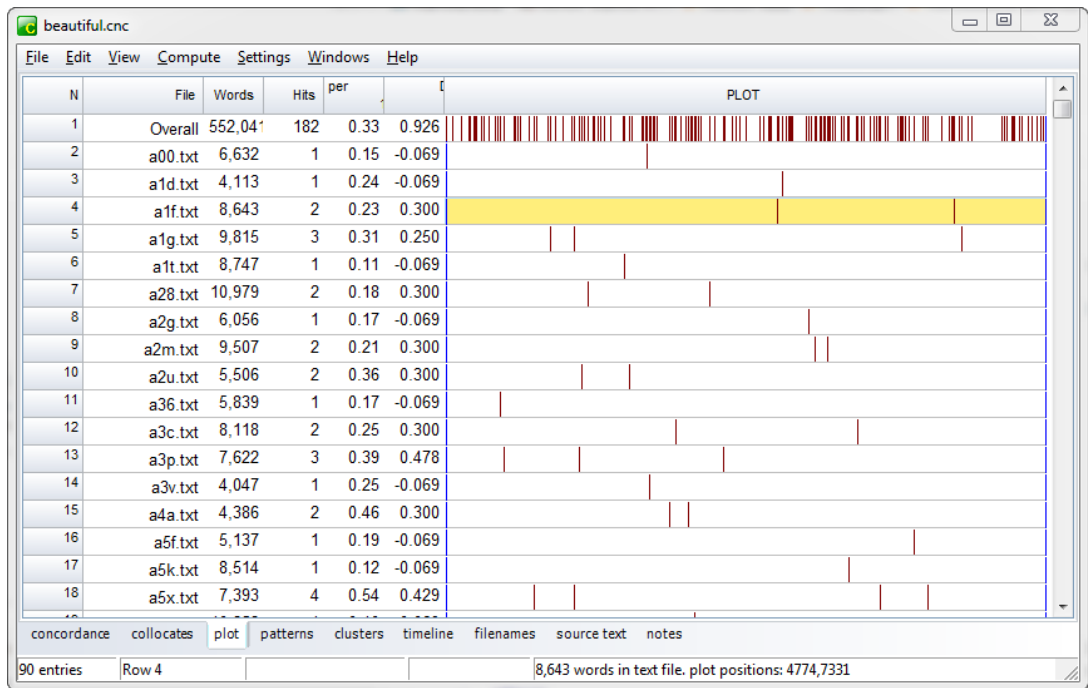 beautiful.cnc
File Edit View Compute Settings Windows Help
N File Words Hits per PLOT
1 Overall 552,041 182 0.33 0.926
2 a00.txt 6,632 1 0.15 -0.069
3 a1d.txt 4,113 1 0.24 -0.069
4 a1f.txt 8,643 2 0.23 0.300
5 a1g.txt 9,815 3 0.31 0.250
6 a1t.txt 8,747 1 0.11 -0.069
7 a28.txt 10,979 2 0.18 0.300
8 a2g.txt 6,056 1 0.17 -0.069
9 a2m.txt 9,507 2 0.21 0.300
10 a2u.txt 5,506 2 0.36 0.300
11 a36.txt 5,839 1 0.17 -0.069
12 a3c.txt 8,118 2 0.25 0.300
13 a3p.txt 7,622 3 0.39 0.478
14 a3v.txt 4,047 1 0.25 -0.069
15 a4a.txt 4,386 2 0.46 0.300
16 a5f.txt 5,137 1 0.19 -0.069
17 a5k.txt 8,514 1 0.12 -0.069
18 a5x.txt 7,393 4 0.54 0.429
concordance collocates plot patterns clusters timeline filenames source text notes
90 entries Row 4 8,643 words in text file. plot positions: 4774,7331